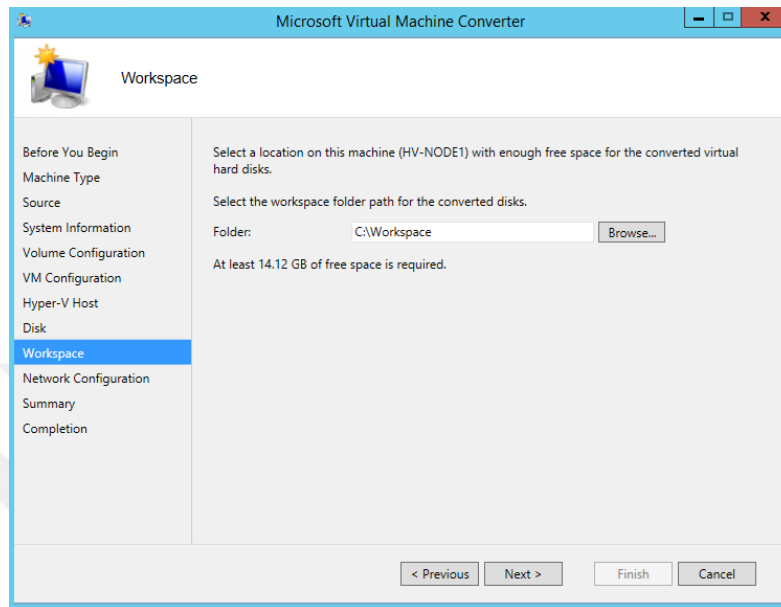 Microsoft Virtual Machine Converter
Workspace
Before You Begin
Machine Type
Source
System Information
Volume Configuration
VM Configuration
Hyper-V Host
Disk
Workspace
Network Configuration
Summary
Completion
Select a location on this machine (HV-NODE1) with enough free space for the converted virtual
hard disks.
Select the workspace folder path for the converted disks.
Folder: C:\Workspace Browse...
At least 14.12 GB of free space is required.
< Previous Next > Finish Cancel